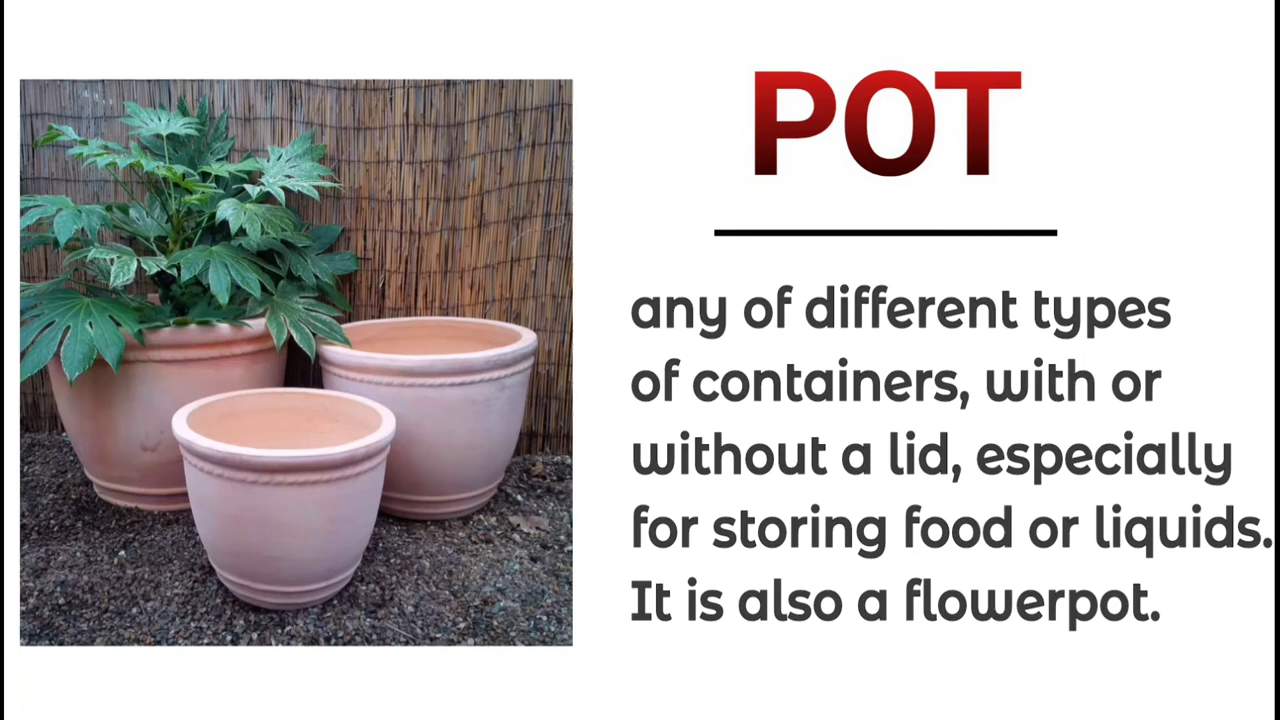 POT
any of different types
of containers, with or
without a lid, especially
for storing food or liquids.
It is also a flowerpot.